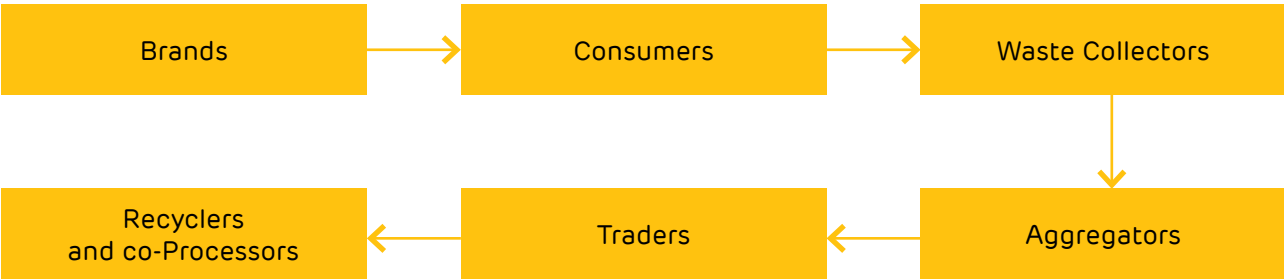 Brands
Consumers
Waste Collectors
Recyclers
and co-Processors
Traders
Aggregators